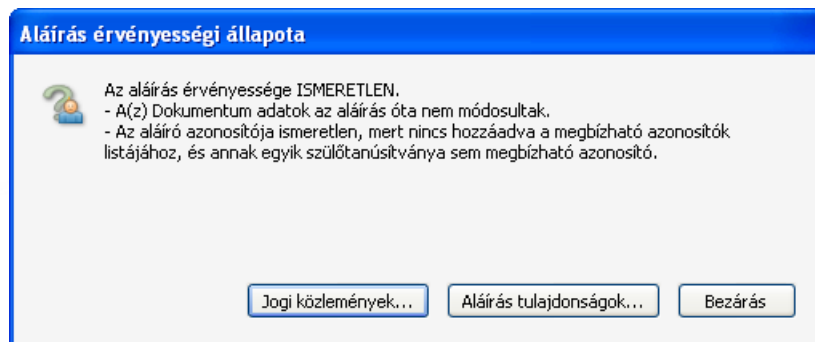 Aláírás érvényességi állapota
Az aláírás érvényessége ISMERETLEN.
- A(z) Dokumentum adatok az aláírás óta nem módosultak.
- Az aláíró azonosítója ismeretlen, mert nincs hozzáadva a megbízható azonosítók
listájához, és annak egyik szülőtanúsítványa sem megbízható azonosító.
Jogi közlemények... Aláírás tulajdonságok... Bezárás